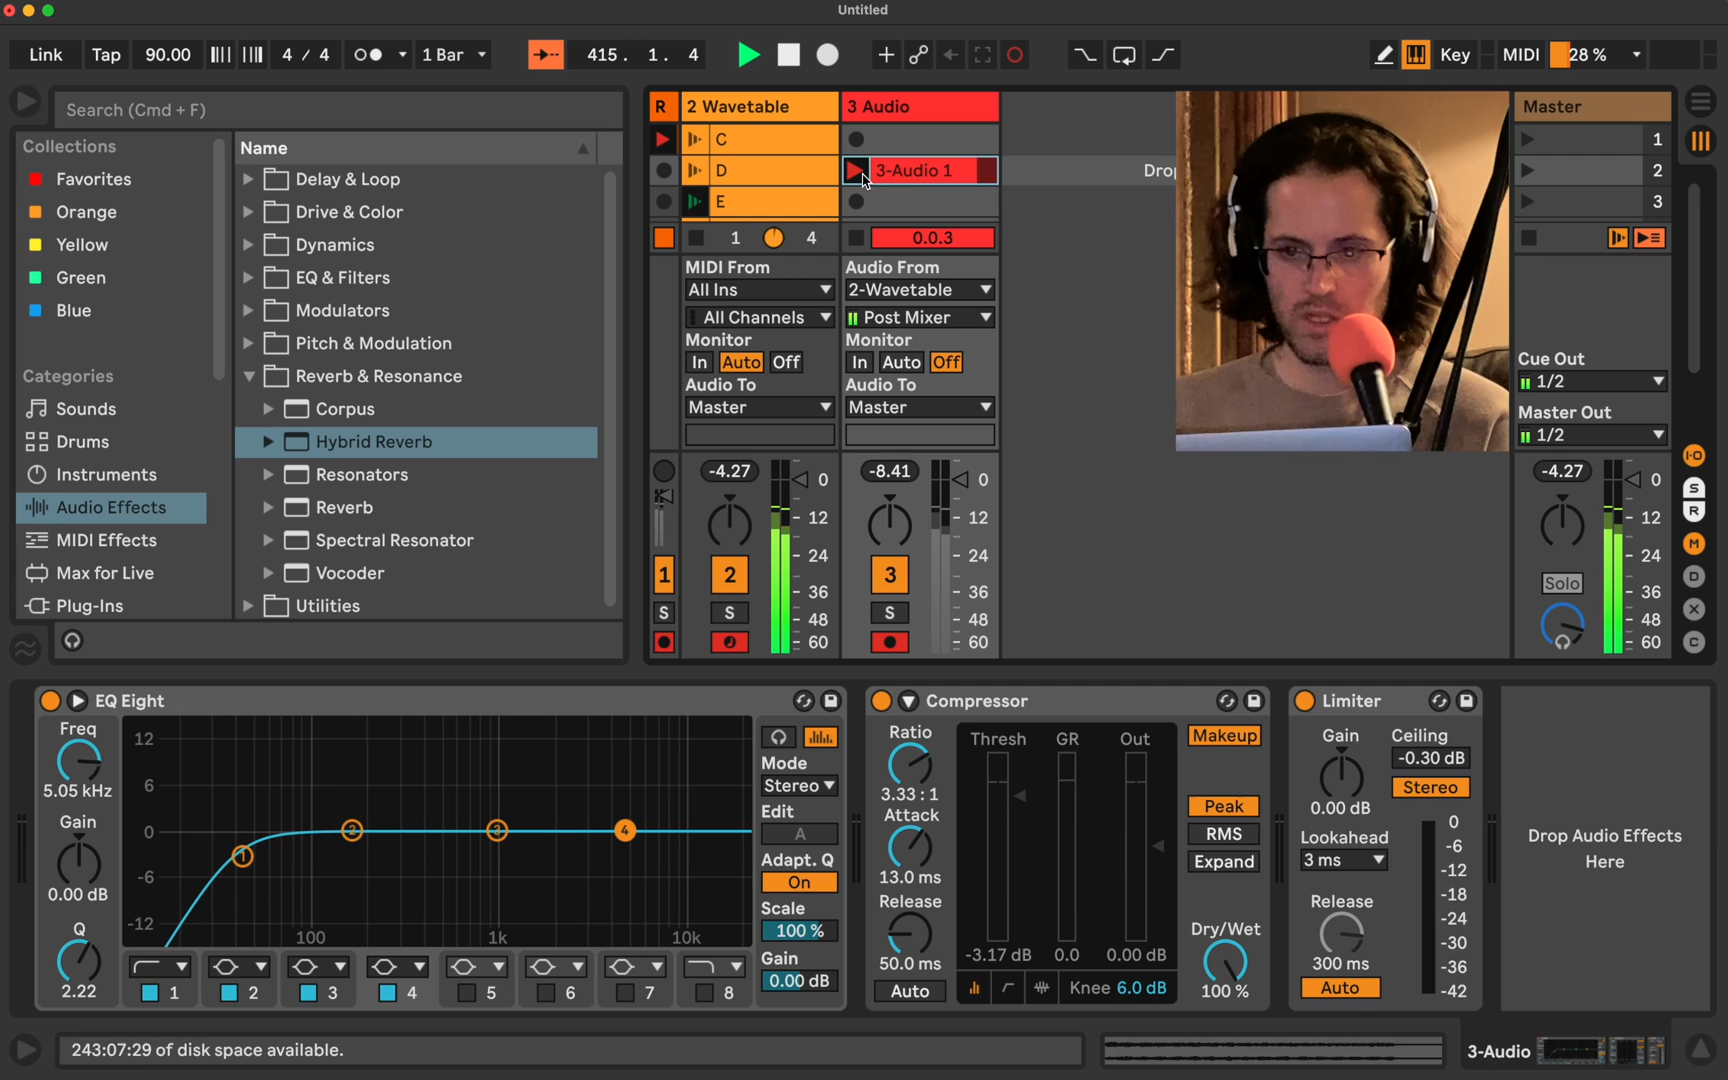 Untitled
Link Tap 90.00 4 / 4 1 Bar 415. 1. 4 Key MIDI 28 %
Search (Cmd + F)
Collections
Favorites
Orange
Yellow
Green
Blue
Categories
Sounds
Drums
Instruments
Audio Effects
MIDI Effects
Max for Live
Plug-Ins
Name
Delay & Loop
Drive & Color
Dynamics
EQ & Filters
Modulators
Pitch & Modulation
Reverb & Resonance
Corpus
Hybrid Reverb
Resonators
Reverb
Spectral Resonator
Vocoder
Utilities
R
1
S
2 Wavetable
C
D
E
1 4
MIDI From
All Ins
All Channels
Monitor
In Auto Off
Audio To
Master
-4.27
0
12
24
36
48
60
2
S
3 Audio
3-Audio 1
0.0.3
Audio From
2-Wavetable
Post Mixer
Monitor
In Auto Off
Audio To
Master
-8.41
0
12
24
36
48
60
3
S
Master
1
2
3
Cue Out
1/2
Master Out
1/2
-4.27
0
12
24
36
48
60
Solo
I·O
S
R
M
D
X
C
EQ Eight
Freq
5.05 kHz
Gain
0.00 dB
Q
2.22
12
6
0
-6
-12
100 1k 10k
1 2 3 4
1 2 3 4 5 6 7 8
Mode
Stereo
Edit
A
Adapt. Q
On
Scale
100 %
Gain
0.00 dB
Compressor
Ratio
3.33 : 1
Attack
13.0 ms
Release
50.0 ms
Auto
Thresh GR Out
-3.17 dB 0.0 0.00 dB
Knee 6.0 dB
Makeup
Peak
RMS
Expand
Dry/Wet
100 %
Limiter
Gain
0.00 dB
Lookahead
3 ms
Release
300 ms
Auto
Ceiling
-0.30 dB
Stereo
0
-6
-12
-18
-24
-30
-36
-42
Drop Audio Effects
Here
243:07:29 of disk space available.
3-Audio